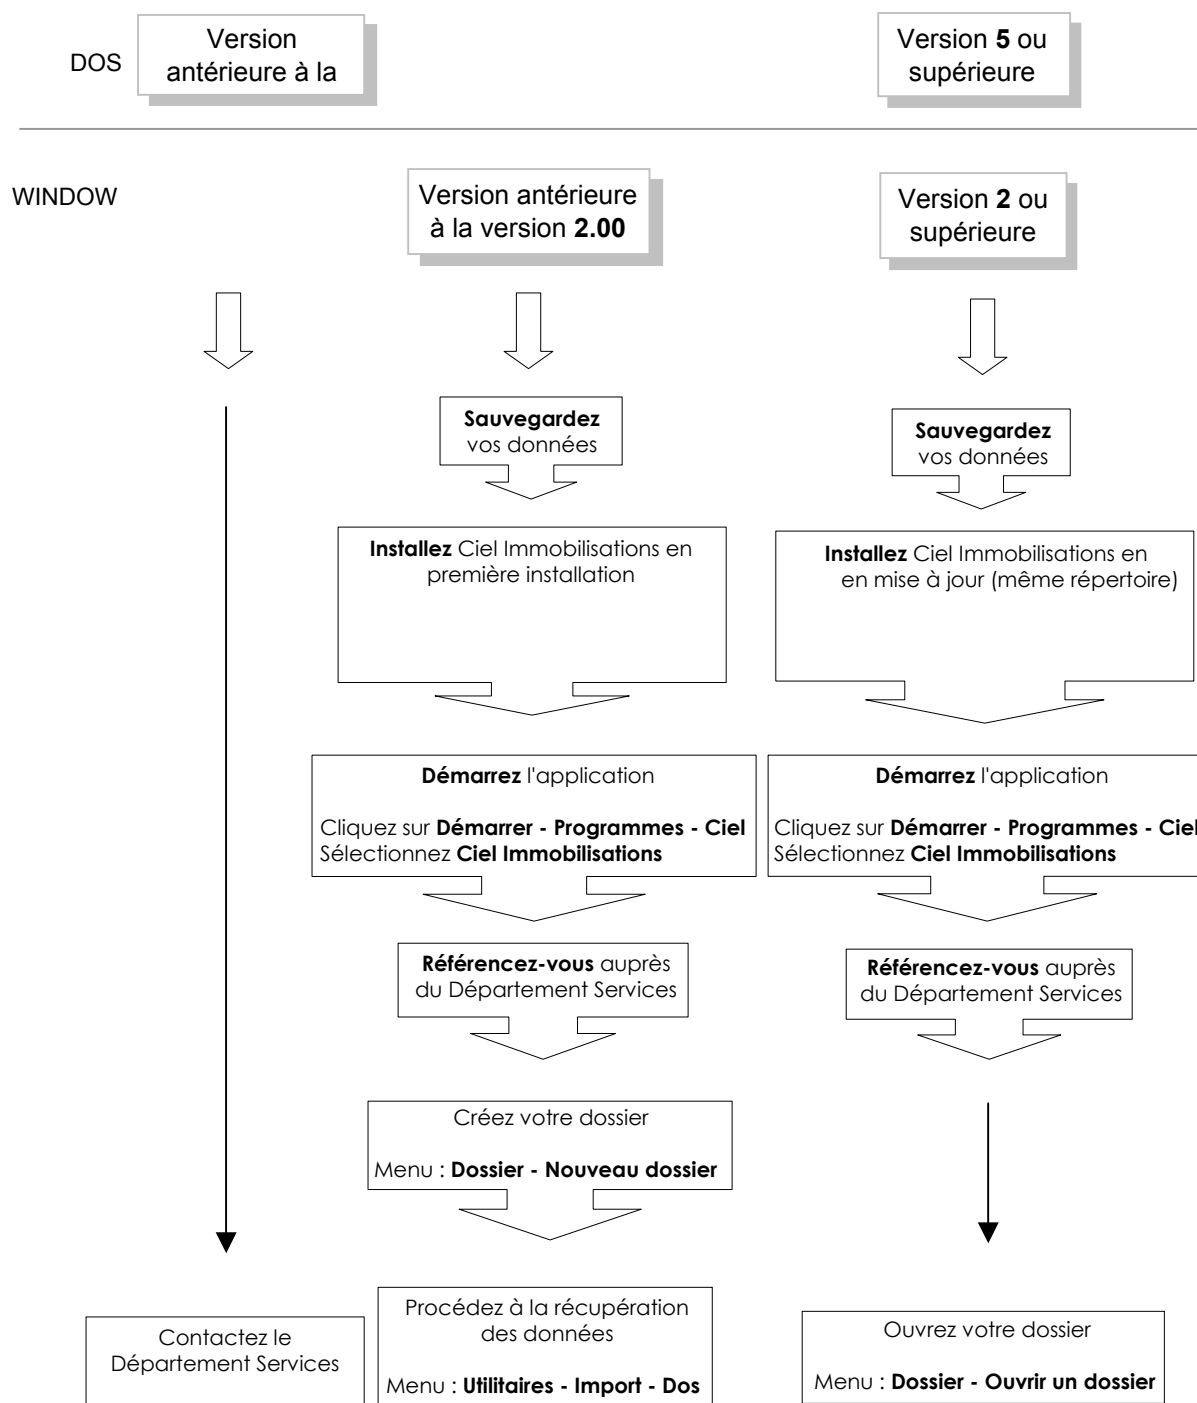 DOS
Version
antérieure à la
Version 5 ou
supérieure
WINDOW
Version antérieure
à la version 2.00
Version 2 ou
supérieure
Sauvegardez
vos données
Sauvegardez
vos données
Installez Ciel Immobilisations en
première installation
Installez Ciel Immobilisations en
en mise à jour (même répertoire)
Démarrez l'application
Cliquez sur Démarrer - Programmes - Ciel
Sélectionnez Ciel Immobilisations
Démarrez l'application
Cliquez sur Démarrer - Programmes - Ciel
Sélectionnez Ciel Immobilisations
Référencez-vous auprès
du Département Services
Référencez-vous auprès
du Département Services
Créez votre dossier
Menu : Dossier - Nouveau dossier
Contactez le
Département Services
Procédez à la récupération
des données
Menu : Utilitaires - Import - Dos
Ouvrez votre dossier
Menu : Dossier - Ouvrir un dossier